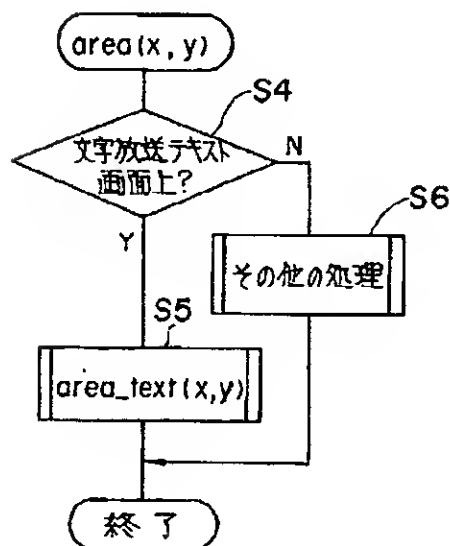 area(x,y)
S4
文字放送テキスト
画面上?
N
Y
S6
その他の処理
S5
area_text(x,y)
終了